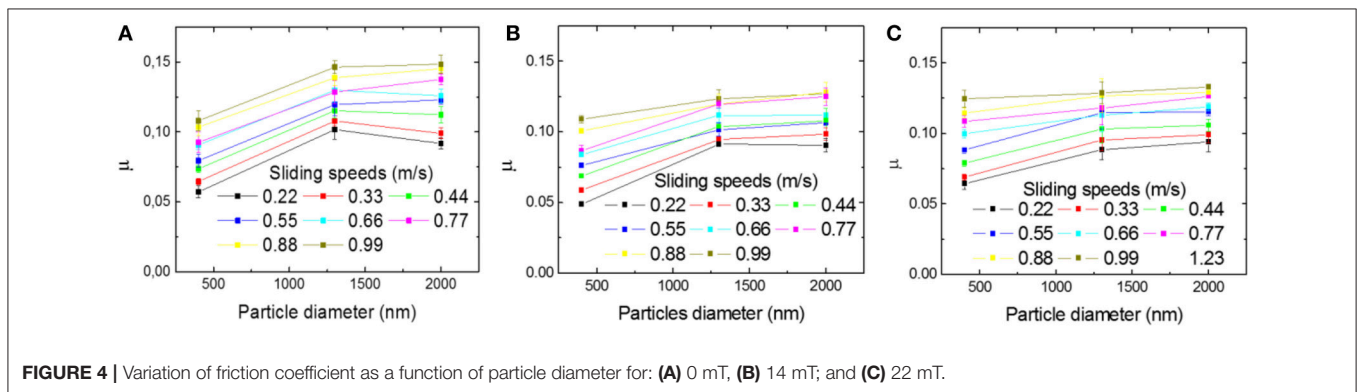 A
B
C
μ
0,15
0,10
0,05
0,00
Sliding speeds (m/s)
0.22 0.33 0.44
0.55 0.66 0.77
0.88 0.99
500 1000 1500 2000
Particle diameter (nm)
μ
0.15
0.10
0.05
0.00
Sliding speeds (m/s)
0.22 0.33 0.44
0.55 0.66 0.77
0.88 0.99
500 1000 1500 2000
Particles diameter (nm)
μ
0.15
0.10
0.05
0.00
Sliding speeds (m/s)
0.22 0.33 0.44
0.55 0.66 0.77
0.88 0.99 1.23
500 1000 1500 2000
Particle diameter (nm)
FIGURE 4 | Variation of friction coefficient as a function of particle diameter for: (A) 0 mT, (B) 14 mT; and (C) 22 mT.